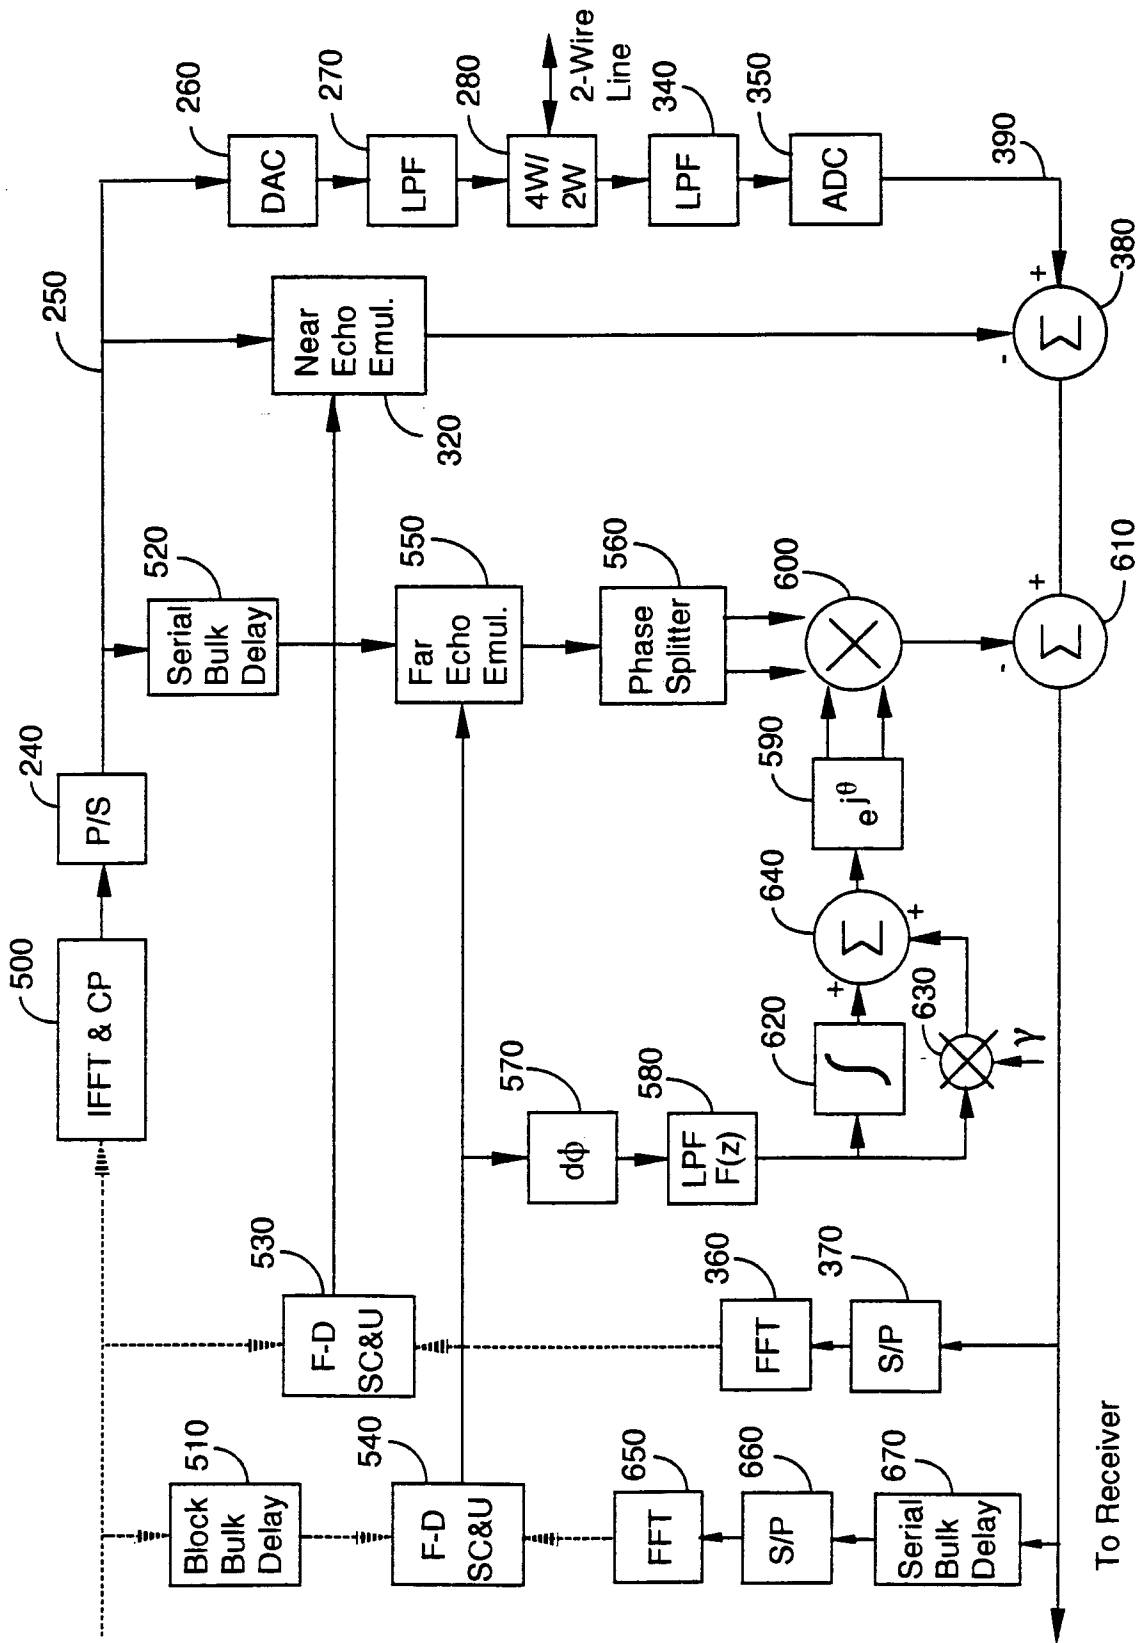 500
IFFT & CP
240
P/S
250
510
Block
Bulk
Delay
530
F-D
SC&U
520
Serial
Bulk
Delay
Near
Echo
Emul.
320
260
DAC
270
LPF
280
4W/
2W
2-Wire
Line
340
LPF
350
ADC
390
540
F-D
SC&U
550
Far
Echo
Emul.
560
Phase
Splitter
570
dϕ
580
LPF
F(z)
620
∫
640
Σ
+
+
630
γ
590
e^jθ
600
650
FFT
660
S/P
670
Serial
Bulk
Delay
360
FFT
370
S/P
-
+
Σ
610
-
+
Σ
380
To Receiver